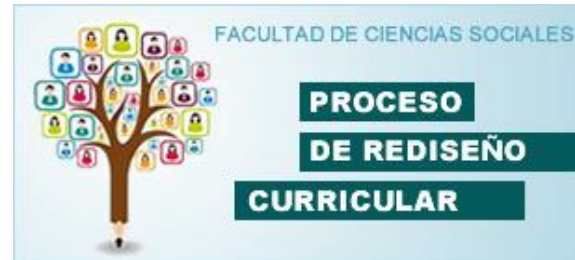 FACULTAD DE CIENCIAS SOCIALES
PROCESO
DE REDISEÑO
CURRICULAR